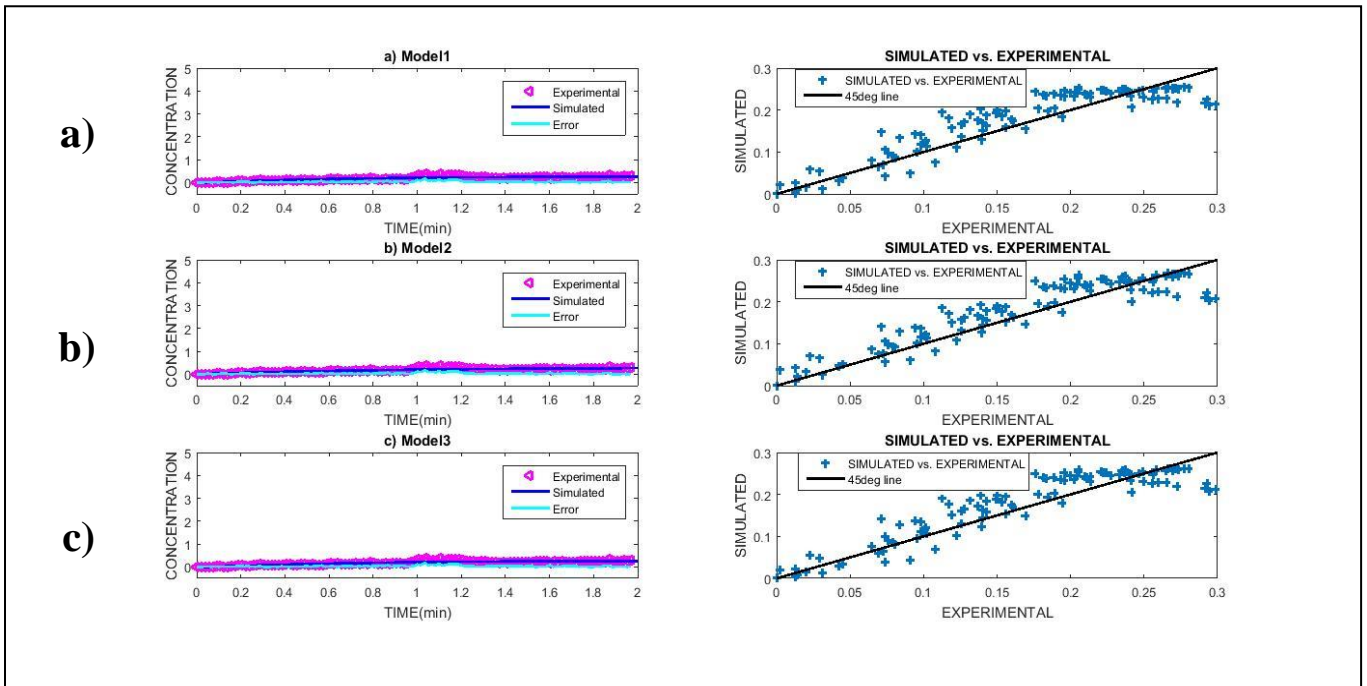 a)
a) Model1
CONCENTRATION
5
4
3
2
1
0
Experimental
Simulated
Error
0 0.2 0.4 0.6 0.8 1 1.2 1.4 1.6 1.8 2
TIME(min)
SIMULATED vs. EXPERIMENTAL
SIMULATED
0.3
0.2
0.1
0
SIMULATED vs. EXPERIMENTAL
45deg line
0 0.05 0.1 0.15 0.2 0.25 0.3
EXPERIMENTAL
b)
b) Model2
CONCENTRATION
5
4
3
2
1
0
Experimental
Simulated
Error
0 0.2 0.4 0.6 0.8 1 1.2 1.4 1.6 1.8 2
TIME(min)
SIMULATED vs. EXPERIMENTAL
SIMULATED
0.3
0.2
0.1
0
SIMULATED vs. EXPERIMENTAL
45deg line
0 0.05 0.1 0.15 0.2 0.25 0.3
EXPERIMENTAL
c)
c) Model3
CONCENTRATION
5
4
3
2
1
0
Experimental
Simulated
Error
0 0.2 0.4 0.6 0.8 1 1.2 1.4 1.6 1.8 2
TIME(min)
SIMULATED vs. EXPERIMENTAL
SIMULATED
0.3
0.2
0.1
0
SIMULATED vs. EXPERIMENTAL
45deg line
0 0.05 0.1 0.15 0.2 0.25 0.3
EXPERIMENTAL